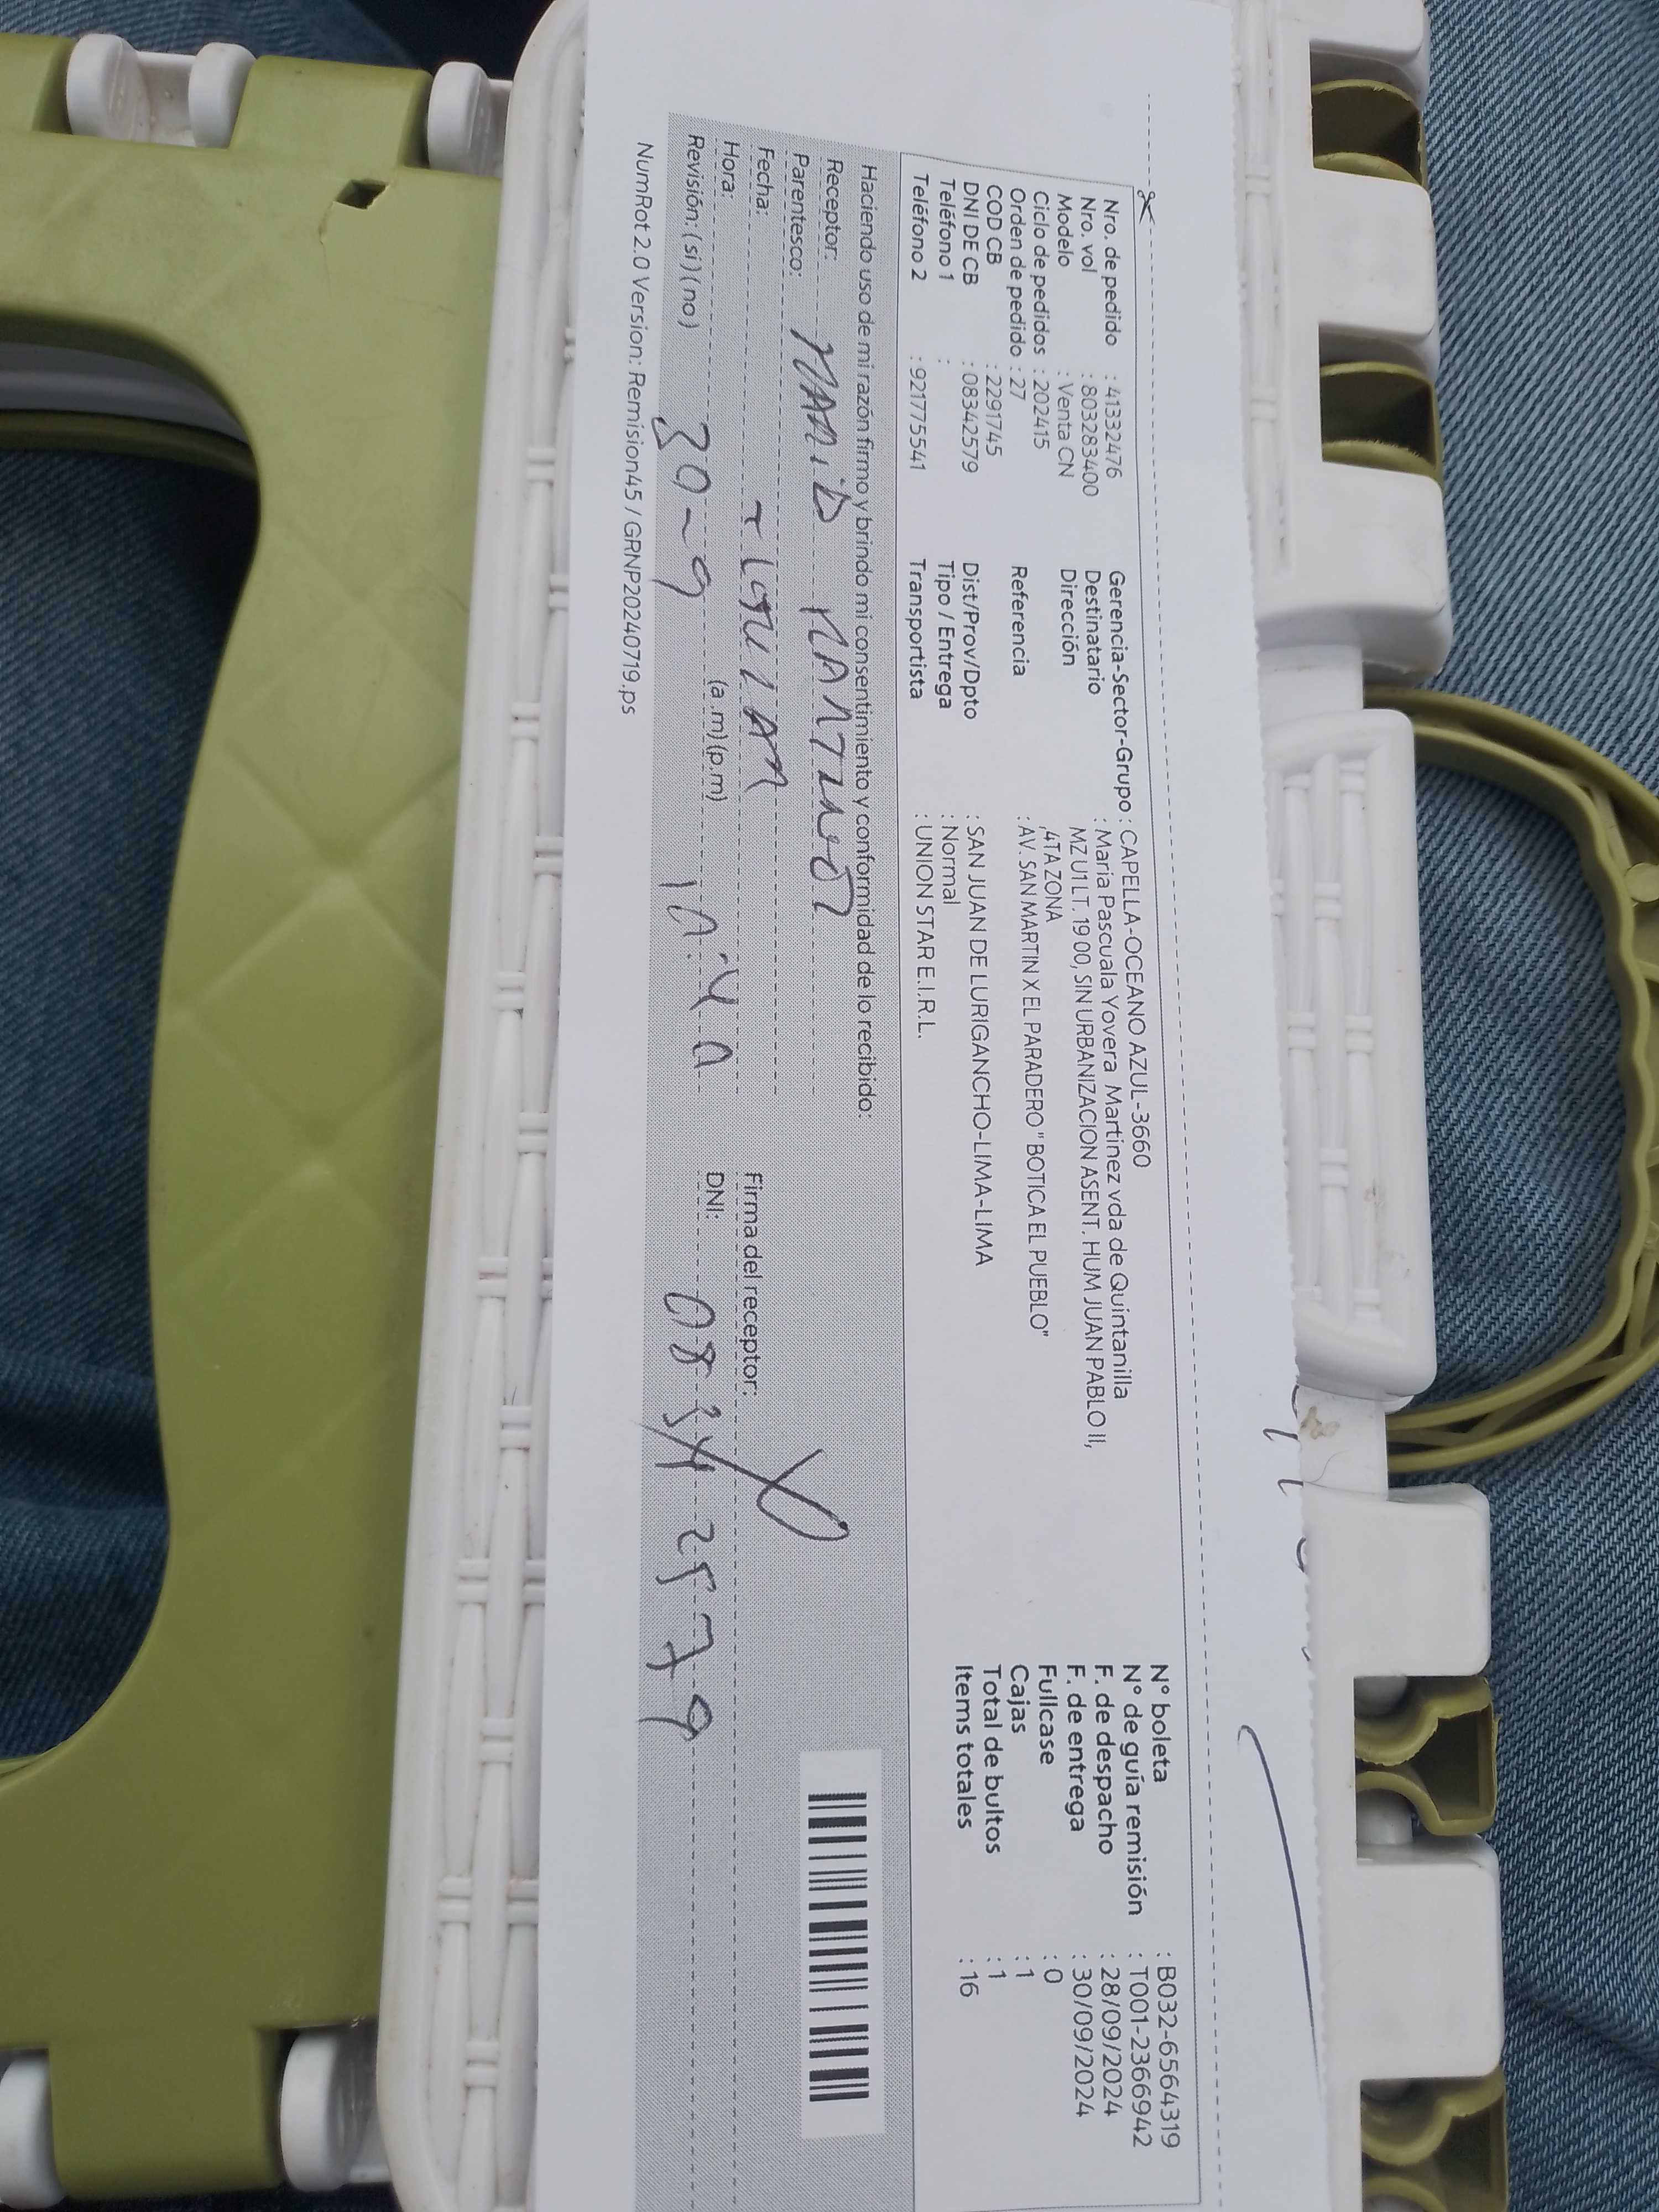 Nro. de pedido : 41332476
Nro. vol : 803283400
Modelo : Venta CN
Ciclo de pedidos : 202415
Orden de pedido : 27
COD CB : 2291745
DNI DE CB : 08342579
Teléfono 1 :
Teléfono 2 : 921775541
Gerencia-Sector-Grupo : CAPELLA-OCEANO AZUL-3660
Destinatario : Maria Pascuala Yovera Martinez vda de Quintanilla
Dirección MZ U1 LT. 19 00, SIN URBANIZACION ASENT. HUM JUAN PABLO II,
,4TA ZONA
Referencia : AV. SAN MARTIN X EL PARADERO "BOTICA EL PUEBLO"
Dist/Prov/Dpto : SAN JUAN DE LURIGANCHO-LIMA-LIMA
Tipo / Entrega : Normal
Transportista : UNION STAR E.I.R.L.
N° boleta : B032-6564319
N° de guía remisión : T001-2366942
F. de despacho : 28/09/2024
F. de entrega : 30/09/2024
Fullcase : 0
Cajas : 1
Total de bultos : 1
Items totales : 16
Haciendo uso de mi razón firmo y brindo mi consentimiento y conformidad de lo recibido:
Receptor:
Parentesco:
Fecha:
Hora: (a.m) (p.m)
Revisión: (si) (no) 30-9
Firma del receptor:
DNI: 08342579
NumRot 2.0 Version: Remision45 / GRNP20240719.ps